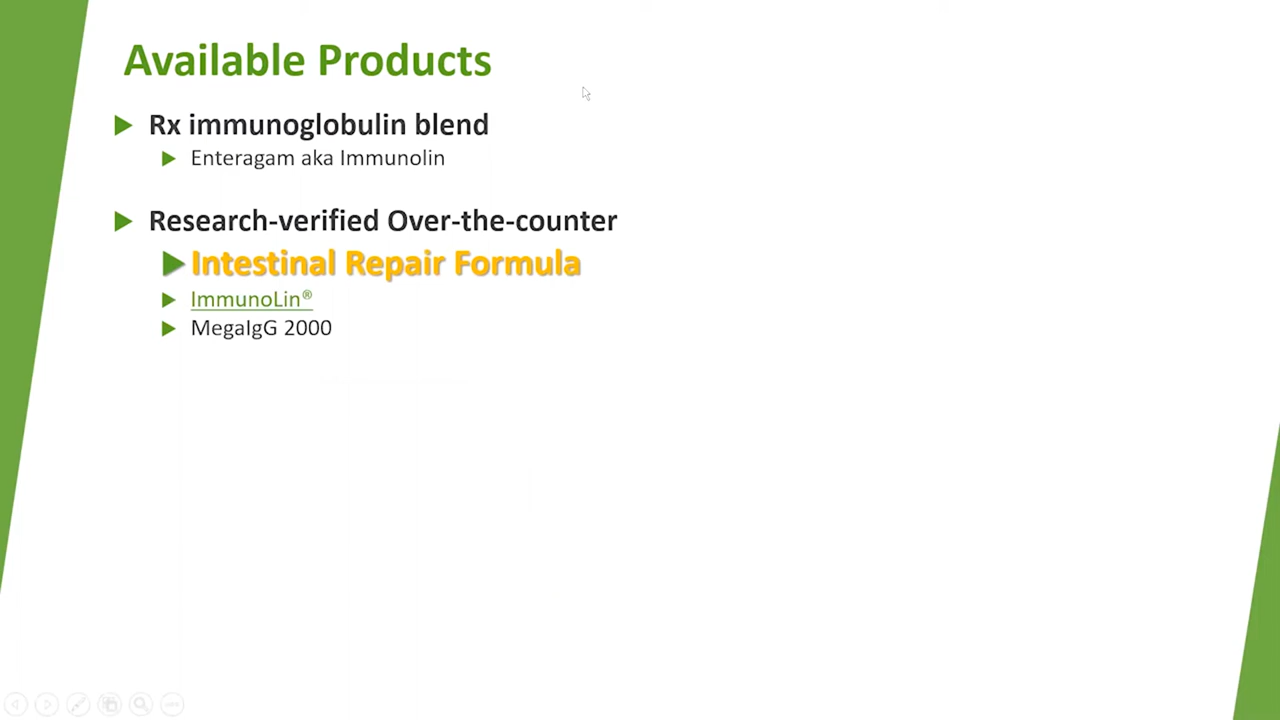 Available Products
Rx immunoglobulin blend
Enteragam aka Immunolin
Research-verified Over-the-counter
Intestinal Repair Formula
ImmunoLin®
MegaIgG 2000